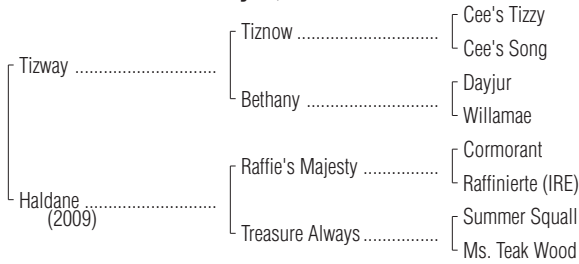 Cee's Tizzy
Tiznow ................................
Cee's Song
Tizway ................................
Dayjur
Bethany ..............................
Willamae
Cormorant
Raffie's Majesty .................
Raffinierte (IRE)
Haldane ..............................
(2009)
Summer Squall
Treasure Always .................
Ms. Teak Wood